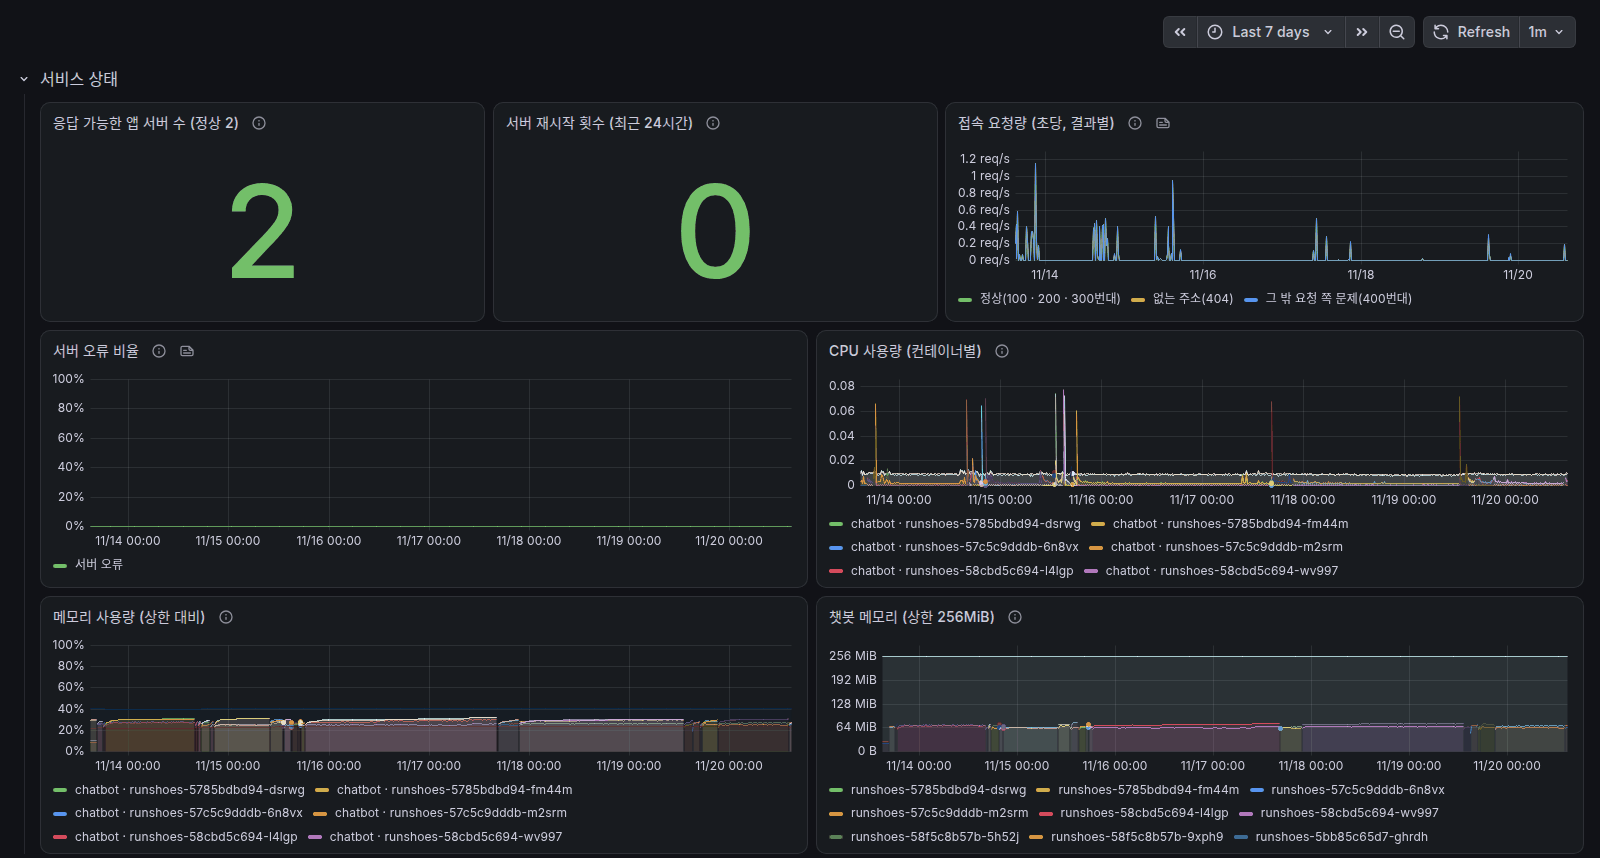 Last 7 days
Refresh
1m
서비스 상태
응답 가능한 앱 서버 수 (정상 2)
2
서버 재시작 횟수 (최근 24시간)
0
접속 요청량 (초당, 결과별)
1.2 req/s
1 req/s
0.8 req/s
0.6 req/s
0.4 req/s
0.2 req/s
0 req/s
11/14 11/16 11/18 11/20
정상(100 · 200 · 300번대) 없는 주소(404) 그 밖 요청 쪽 문제(400번대)
서버 오류 비율
100%
80%
60%
40%
20%
0%
11/14 00:00 11/15 00:00 11/16 00:00 11/17 00:00 11/18 00:00 11/19 00:00 11/20 00:00
서버 오류
CPU 사용량 (컨테이너별)
0.08
0.06
0.04
0.02
0
11/14 00:00 11/15 00:00 11/16 00:00 11/17 00:00 11/18 00:00 11/19 00:00 11/20 00:00
chatbot · runshoes-5785bdbd94-dsrwg chatbot · runshoes-5785bdbd94-fm44m
chatbot · runshoes-57c5c9dddb-6n8vx chatbot · runshoes-57c5c9dddb-m2srm
chatbot · runshoes-58cbd5c694-l4lgp chatbot · runshoes-58cbd5c694-wv997
메모리 사용량 (상한 대비)
100%
80%
60%
40%
20%
0%
11/14 00:00 11/15 00:00 11/16 00:00 11/17 00:00 11/18 00:00 11/19 00:00 11/20 00:00
chatbot · runshoes-5785bdbd94-dsrwg chatbot · runshoes-5785bdbd94-fm44m
chatbot · runshoes-57c5c9dddb-6n8vx chatbot · runshoes-57c5c9dddb-m2srm
chatbot · runshoes-58cbd5c694-l4lgp chatbot · runshoes-58cbd5c694-wv997
챗봇 메모리 (상한 256MiB)
256 MiB
192 MiB
128 MiB
64 MiB
0 B
11/14 00:00 11/15 00:00 11/16 00:00 11/17 00:00 11/18 00:00 11/19 00:00 11/20 00:00
runshoes-5785bdbd94-dsrwg runshoes-5785bdbd94-fm44m runshoes-57c5c9dddb-6n8vx
runshoes-57c5c9dddb-m2srm runshoes-58cbd5c694-l4lgp runshoes-58cbd5c694-wv997
runshoes-58f5c8b57b-5h52j runshoes-58f5c8b57b-9xph9 runshoes-5bb85c65d7-ghrdh